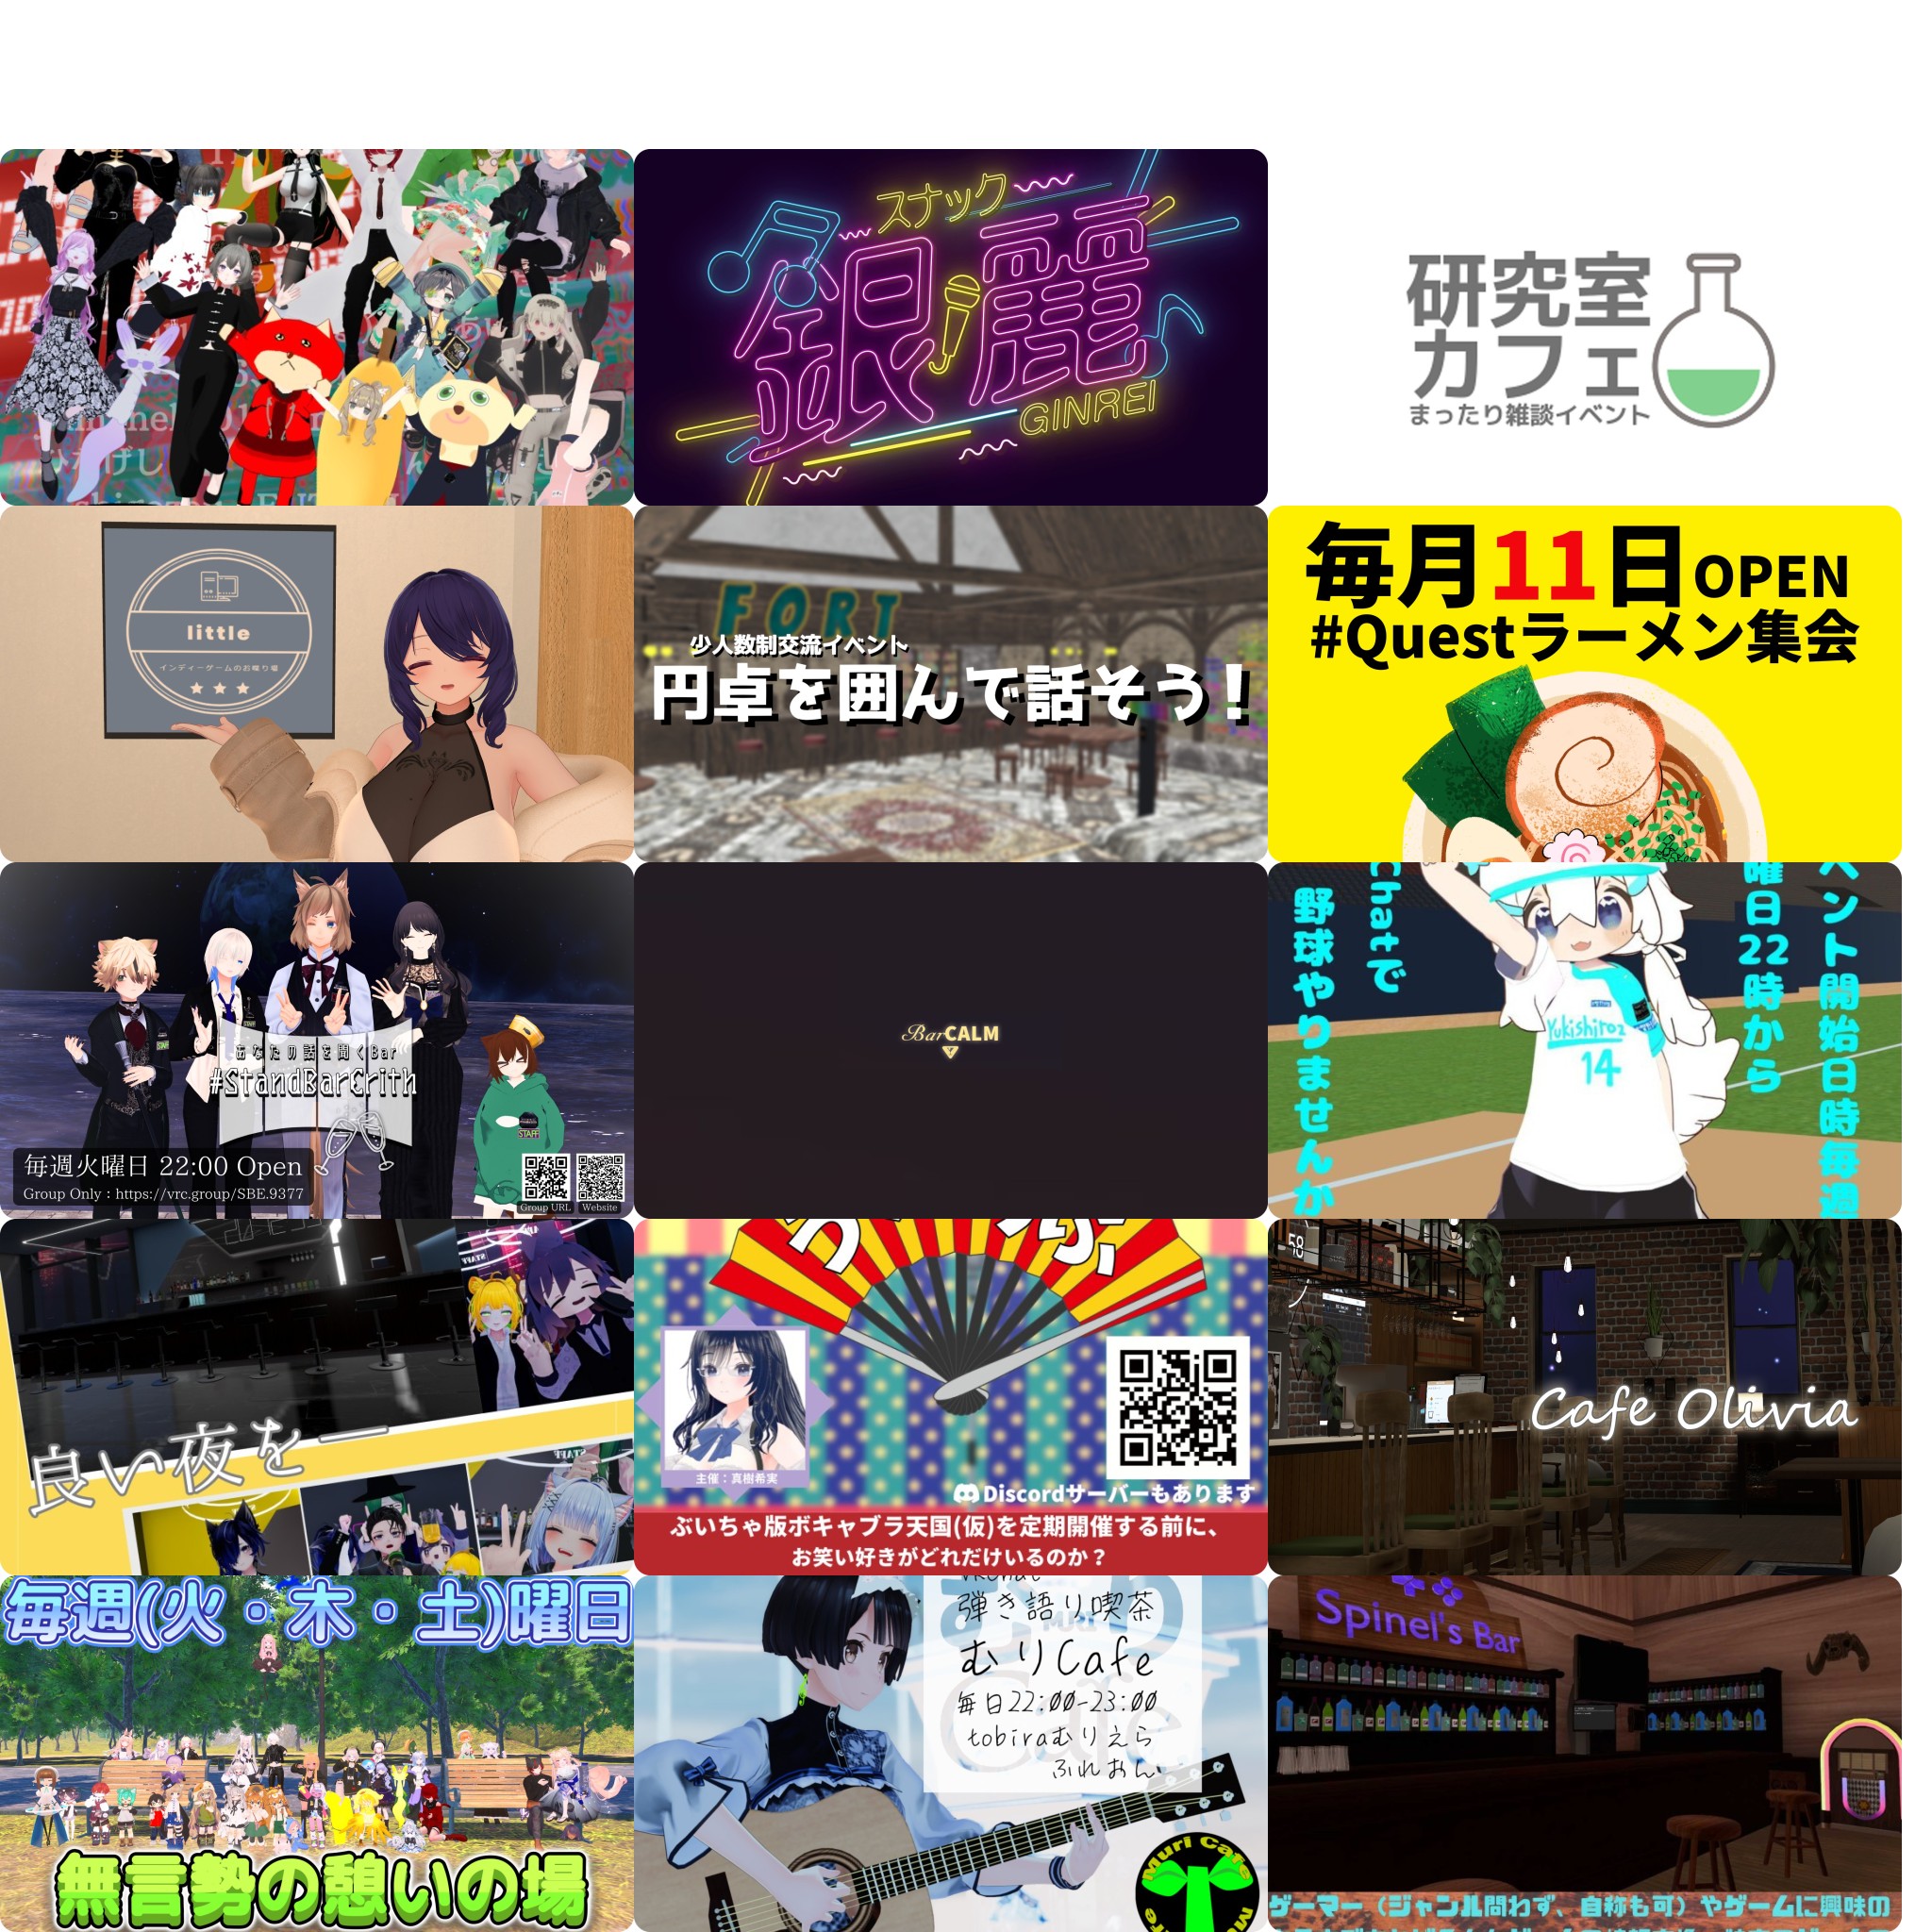 スナック
銀麗
GINREI
研究室
カフェ
まったり雑談イベント
little
インディーゲームのお喋り場
FORT
少人数制交流イベント
円卓を囲んで話そう！
毎月11日OPEN
#Questラーメン集会
あなたの話を聞くBar
#StandBarCrith
STAFF
毎週火曜日 22:00 Open
Group Only : https://vrc.group/SBE.9377
Group URL
Website
BarCALM
ベント開始日時毎週
曜日22時から
Chatで
野球やりませんか
Yukishiroz
14
良い夜を―
主催：真樹希実
Discordサーバーもあります
ぶいちゃ版ボキャブラ天国(仮)を定期開催する前に、
お笑い好きがどれだけいるのか？
58
Cafe Olivia
毎週(火・木・土)曜日
無言勢の憩いの場
弾き語り喫茶
むりCafe
毎日22:00-23:00
tobiraむりえら
ふれおん
Muri Cafe
Spinel's Bar
ゲーマー（ジャンル問わず、自称も可）やゲームに興味の